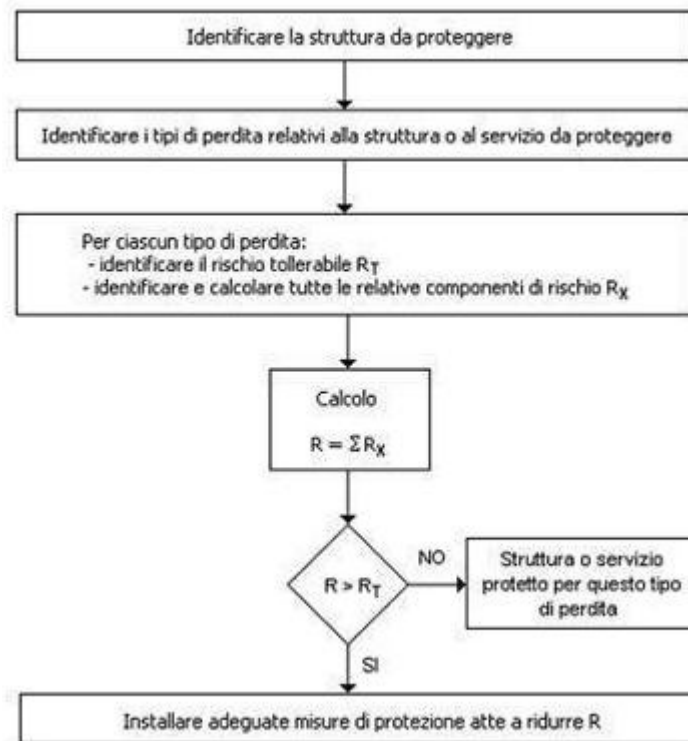 Identificare la struttura da proteggere
Identificare i tipi di perdita relativi alla struttura o al servizio da proteggere
Per ciascun tipo di perdita:
- identificare il rischio tollerabile RT
- identificare e calcolare tutte le relative componenti di rischio RX
Calcolo
R = ΣRX
R > RT
NO
Struttura o servizio
protetto per questo tipo
di perdita
SI
Installare adeguate misure di protezione atte a ridurre R